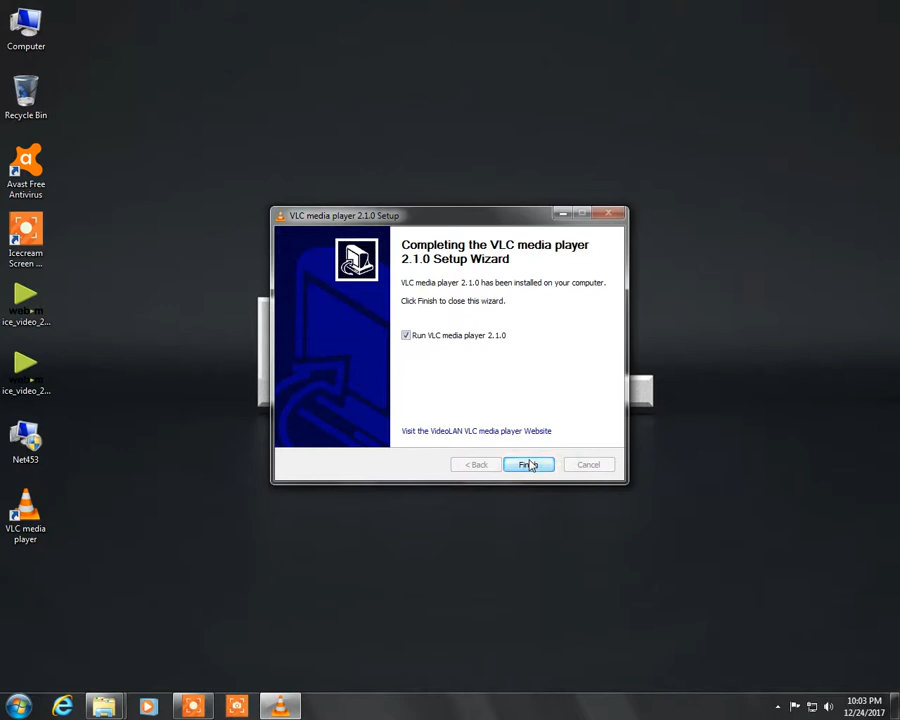 Computer
Recycle Bin
Avast Free
Antivirus
Icecream
Screen ...
ice_video_2...
ice_video_2...
Net453
VLC media
player
VLC media player 2.1.0 Setup
Completing the VLC media player
2.1.0 Setup Wizard
VLC media player 2.1.0 has been installed on your computer.
Click Finish to close this wizard.
Run VLC media player 2.1.0
Visit the VideoLAN VLC media player Website
< Back
Finish
Cancel
10:03 PM
12/24/2017